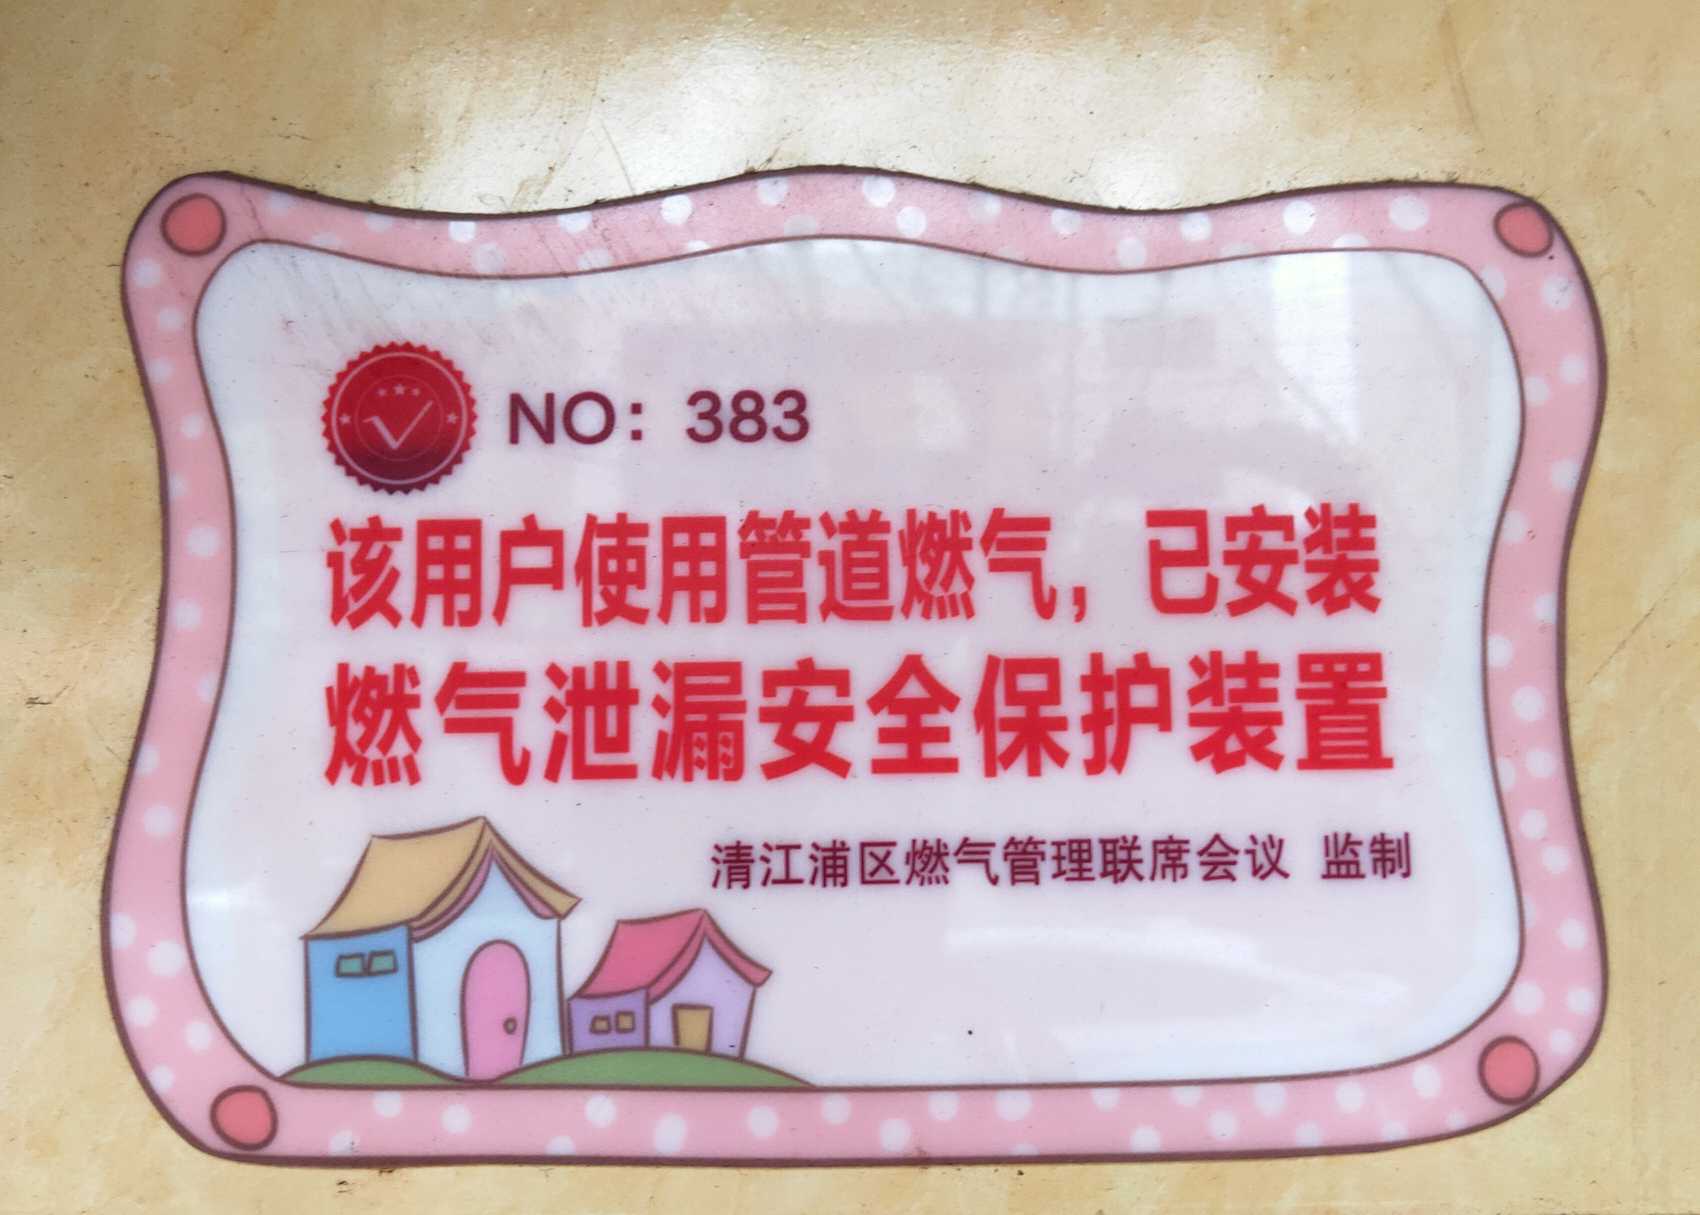 NO：383
该用户使用管道燃气，已安装
燃气泄漏安全保护装置
清江浦区燃气管理联席会议 监制